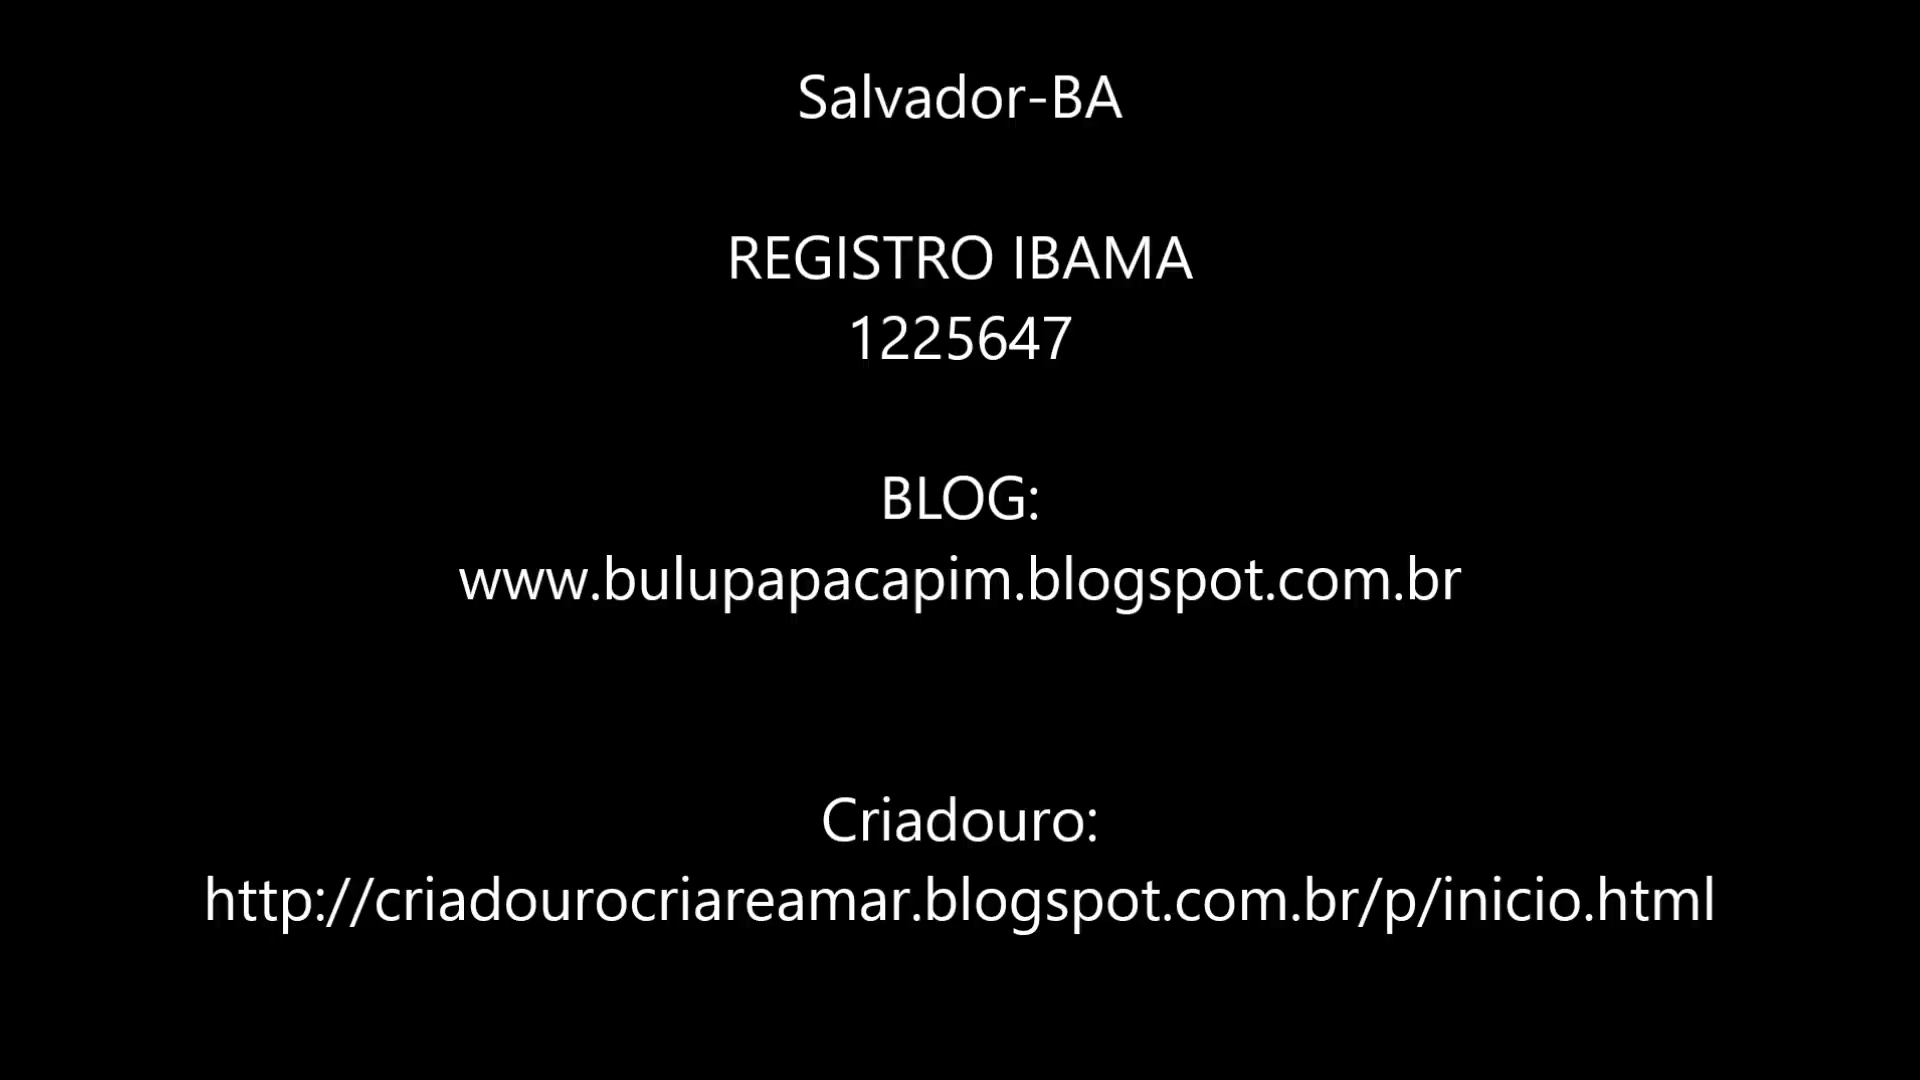 Salvador-BA
REGISTRO IBAMA
1225647
BLOG:
www.bulupapacapim.blogspot.com.br
Criadouro:
http://criadourocriareamar.blogspot.com.br/p/inicio.html